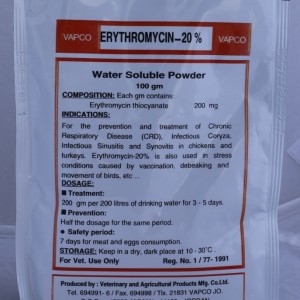 VAPCO ERYTHROMYCIN-20 % VAPCO
Water Soluble Powder
100 gm
COMPOSITION: Each gm contains:
Erythromycin thiocyanate 200 mg
INDICATIONS:
For the prevention and treatment of Chronic
Respiratory Disease (CRD), Infectious Coryza,
Infectious Sinusitis and Synovitis in chickens and
turkeys. Erythromycin-20% is also used in stress
conditions caused by vaccination. debeaking and
movement of birds, etc ..
DOSAGE:
■ Treatment:
200 gm per 200 litres of drinking water for 3 - 5 days.
■ Prevention:
Half the dosage for the same period.
● Safety period:
7 days for meat and eggs consumption.
STORAGE: Keep in a dry, dark place at 10 - 30°C .
For Vet. Use Only Reg. No. 1 / 77- 1991
Produced by : Veterinary and Agricultural Products Mfg. Co.Ltd.
Tel. 694991- 6 / Fax. 694998 / Tlx. 21831 VAPCO JO.